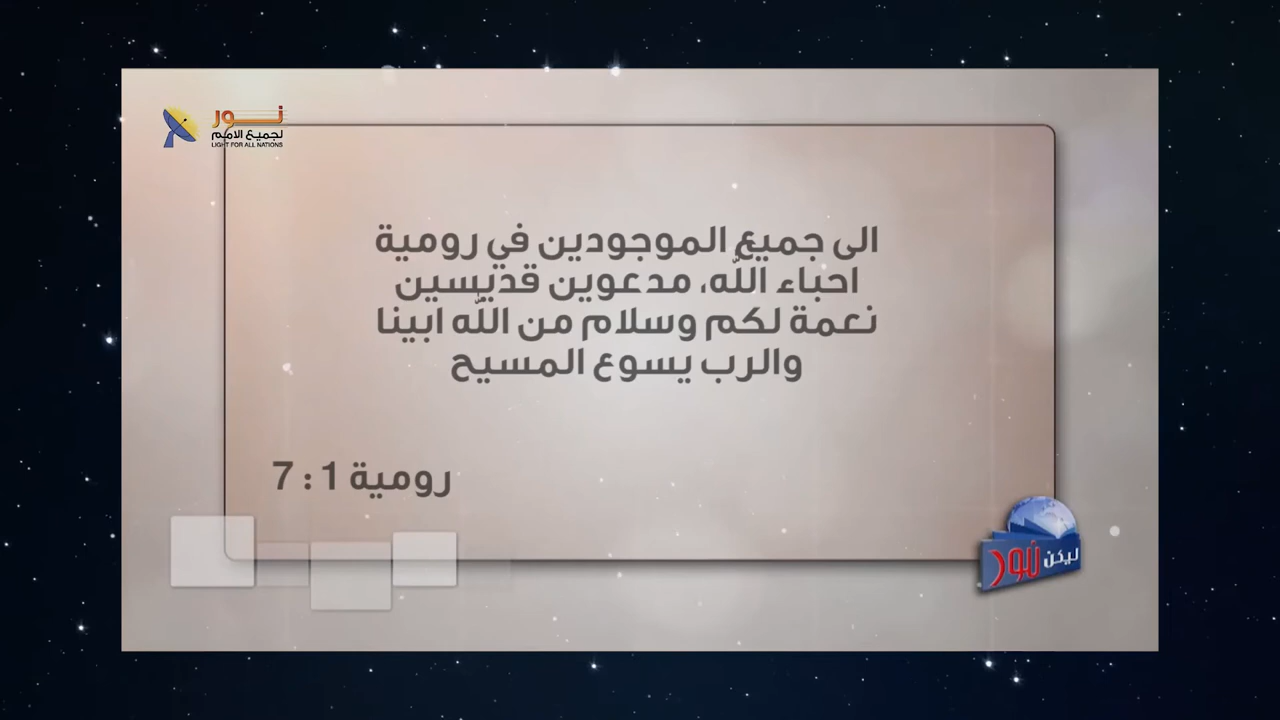 نور
لجميع الامم
LIGHT FOR ALL NATIONS
الى جميع الموجودين في رومية
احباء الله، مدعوين قديسين
نعمة لكم وسلام من الله ابينا
والرب يسوع المسيح
رومية 1 : 7
ليكن نور